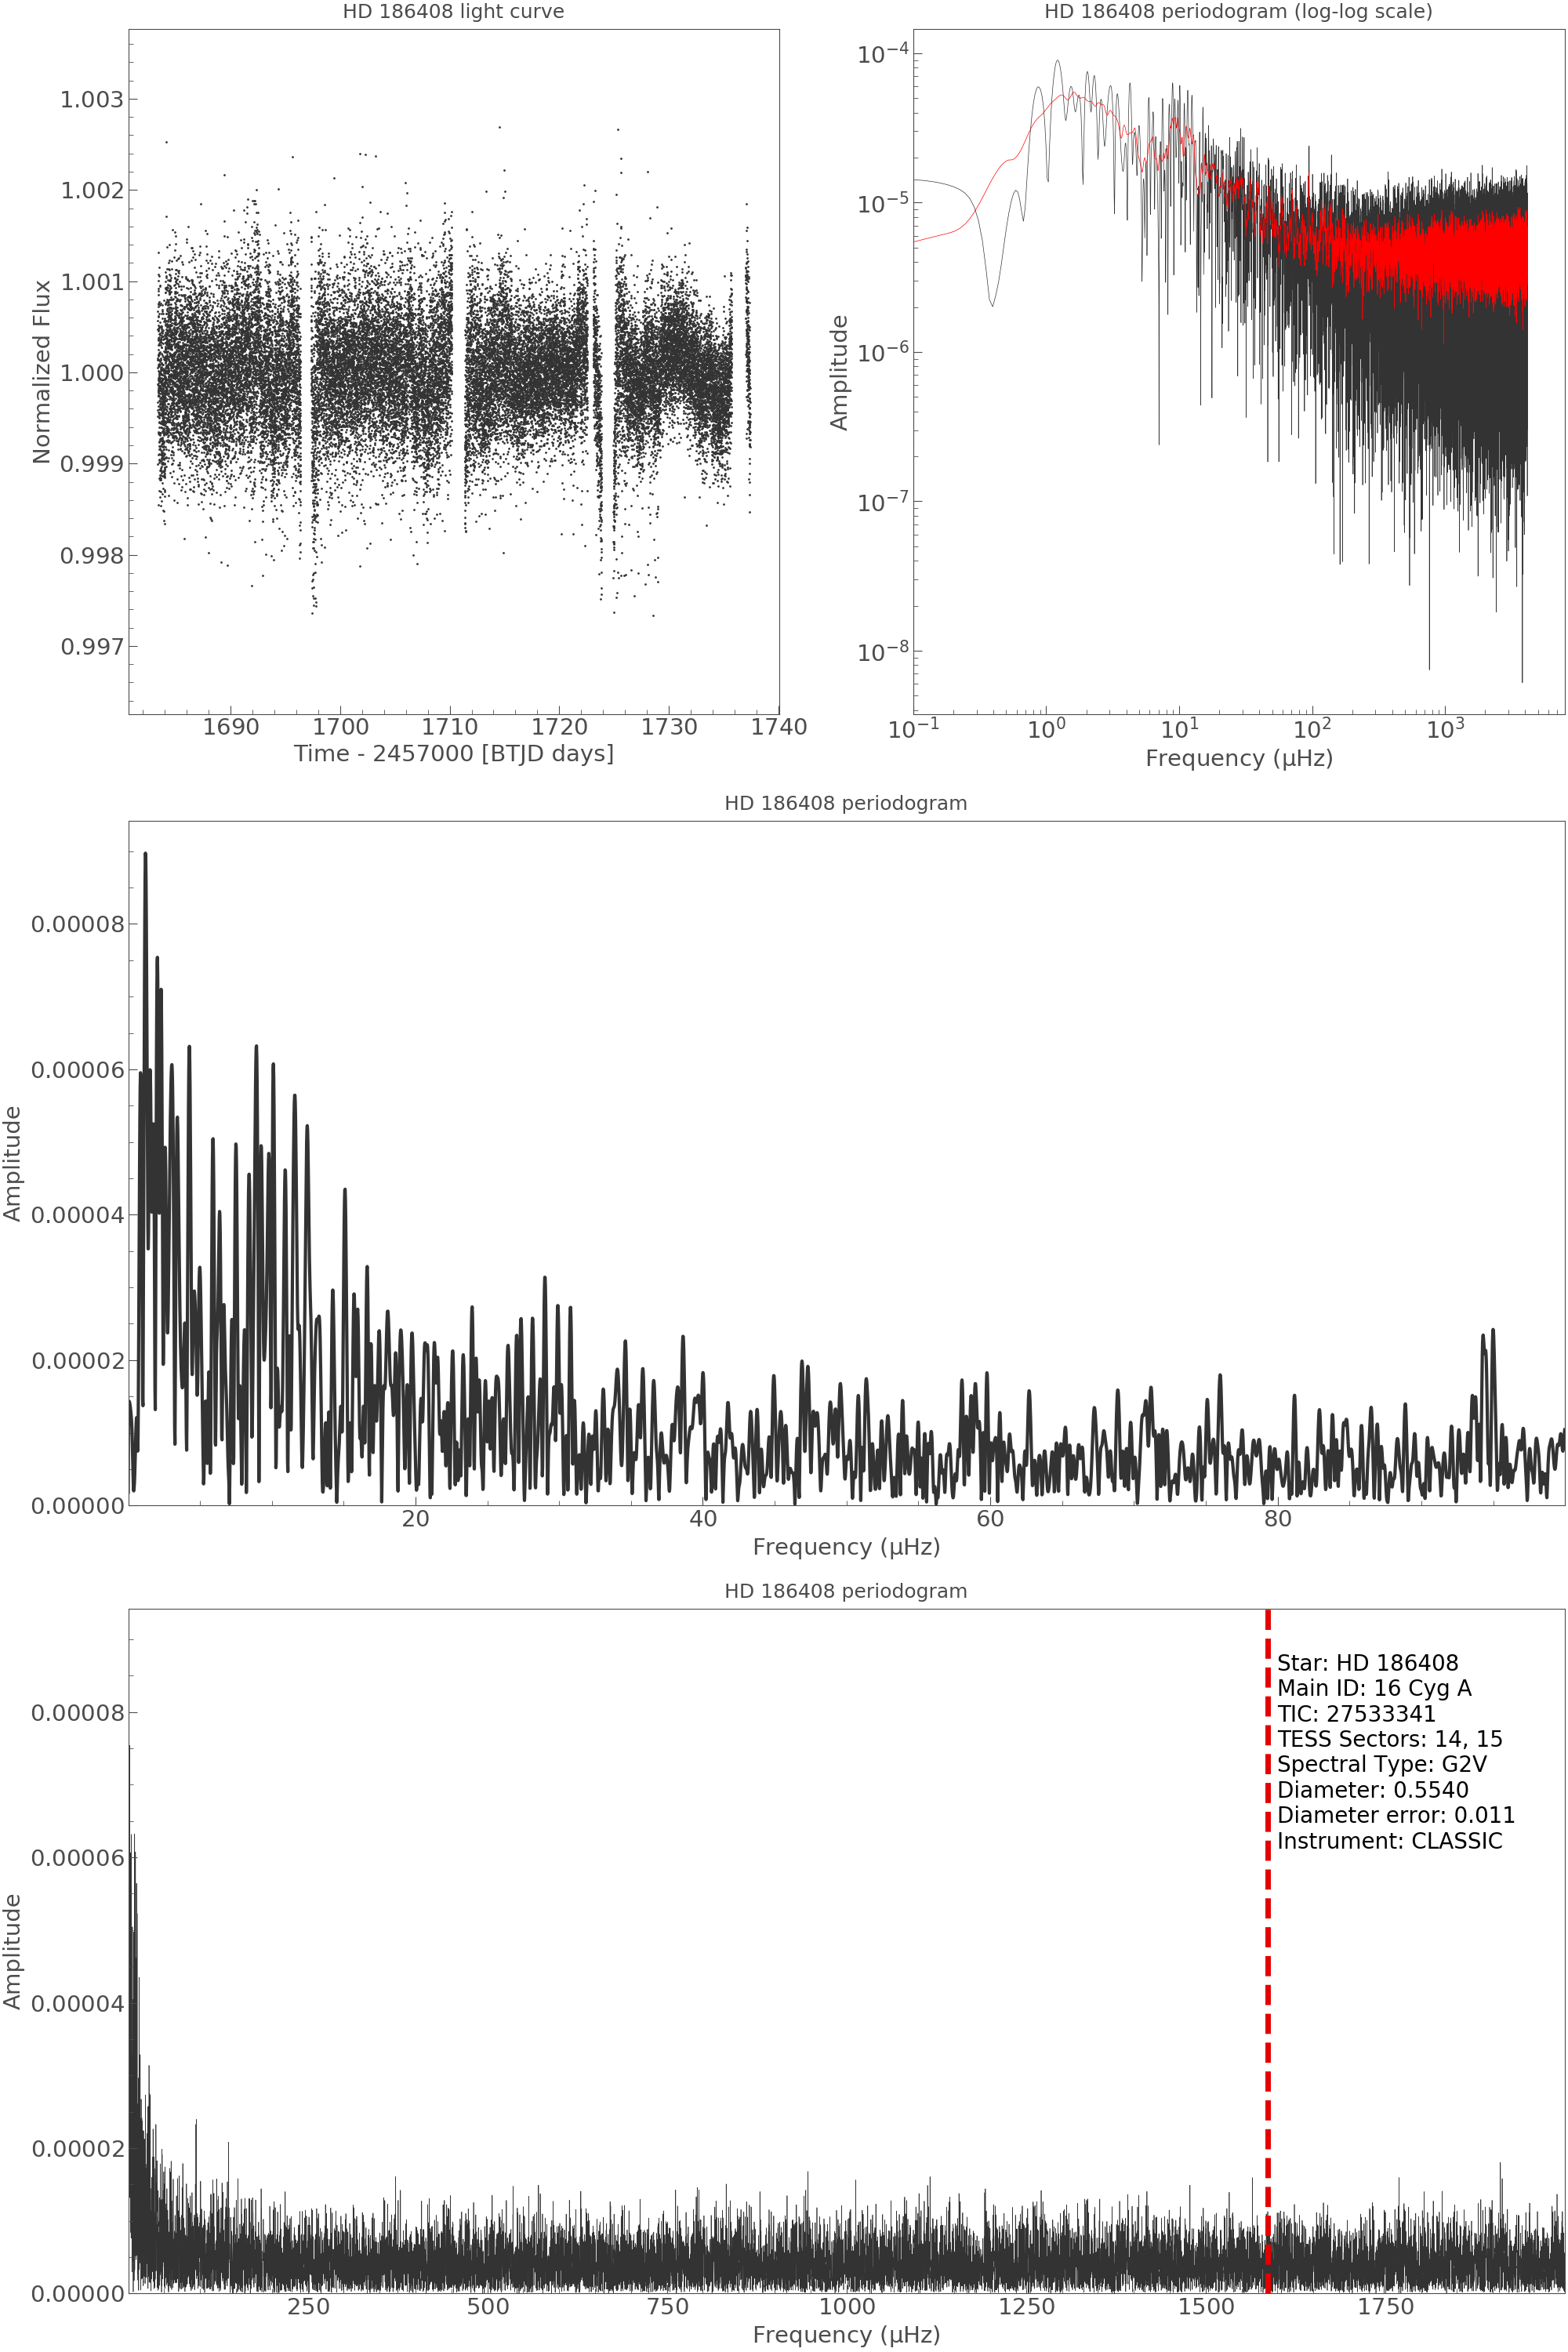 HD 186408 light curve
Normalized Flux
1.003
1.002
1.001
1.000
0.999
0.998
0.997
1690 1700 1710 1720 1730 1740
Time - 2457000 [BTJD days]
HD 186408 periodogram (log-log scale)
Amplitude
10⁻⁴
10⁻⁵
10⁻⁶
10⁻⁷
10⁻⁸
10⁻¹ 10⁰ 10¹ 10² 10³
Frequency (μHz)
HD 186408 periodogram
Amplitude
0.00008
0.00006
0.00004
0.00002
0.00000
20 40 60 80
Frequency (μHz)
HD 186408 periodogram
Amplitude
0.00008
0.00006
0.00004
0.00002
0.00000
250 500 750 1000 1250 1500 1750
Frequency (μHz)
Star: HD 186408
Main ID: 16 Cyg A
TIC: 27533341
TESS Sectors: 14, 15
Spectral Type: G2V
Diameter: 0.5540
Diameter error: 0.011
Instrument: CLASSIC